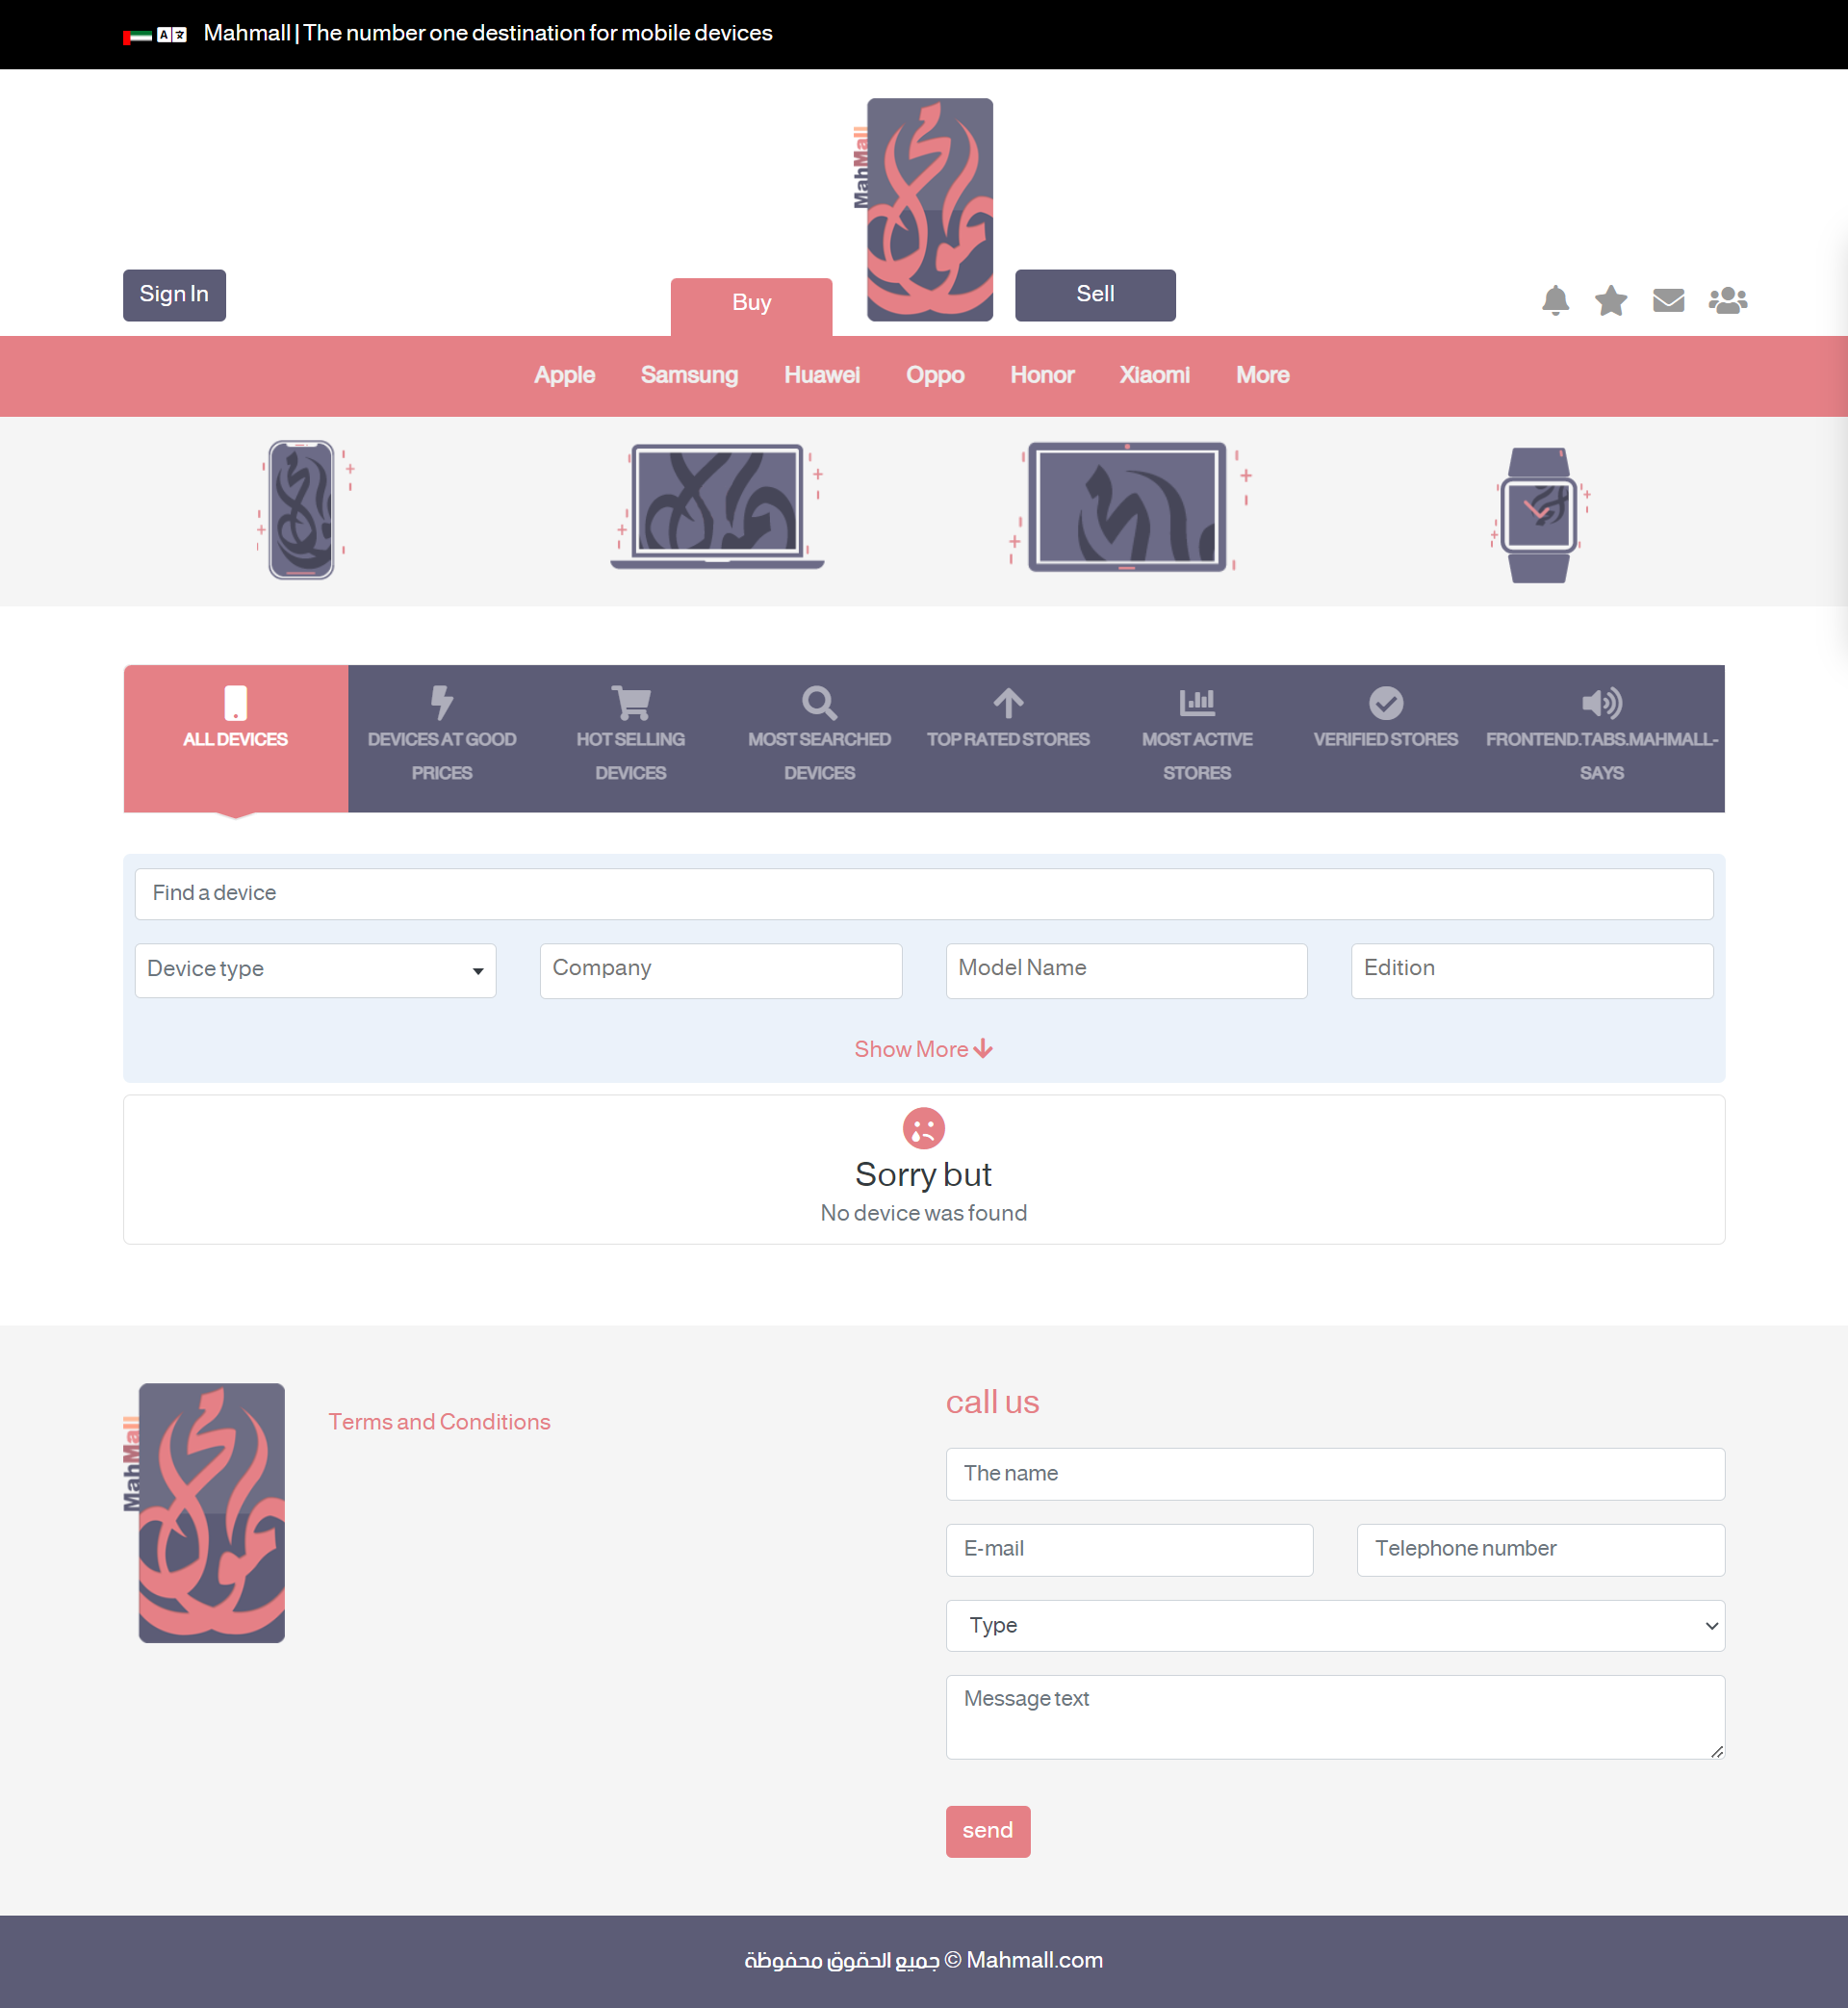 Mahmall | The number one destination for mobile devices
MahMall
Sign In
Buy
Sell
Apple Samsung Huawei Oppo Honor Xiaomi More
ALL DEVICES
DEVICES AT GOOD
PRICES
HOT SELLING
DEVICES
MOST SEARCHED
DEVICES
TOP RATED STORES
MOST ACTIVE
STORES
VERIFIED STORES
FRONTEND.TABS.MAHMALL-
SAYS
Find a device
Device type
Company
Model Name
Edition
Show More
Sorry but
No device was found
MahMall
Terms and Conditions
call us
The name
E-mail
Telephone number
Type
Message text
send
جميع الحقوق محفوظة © Mahmall.com